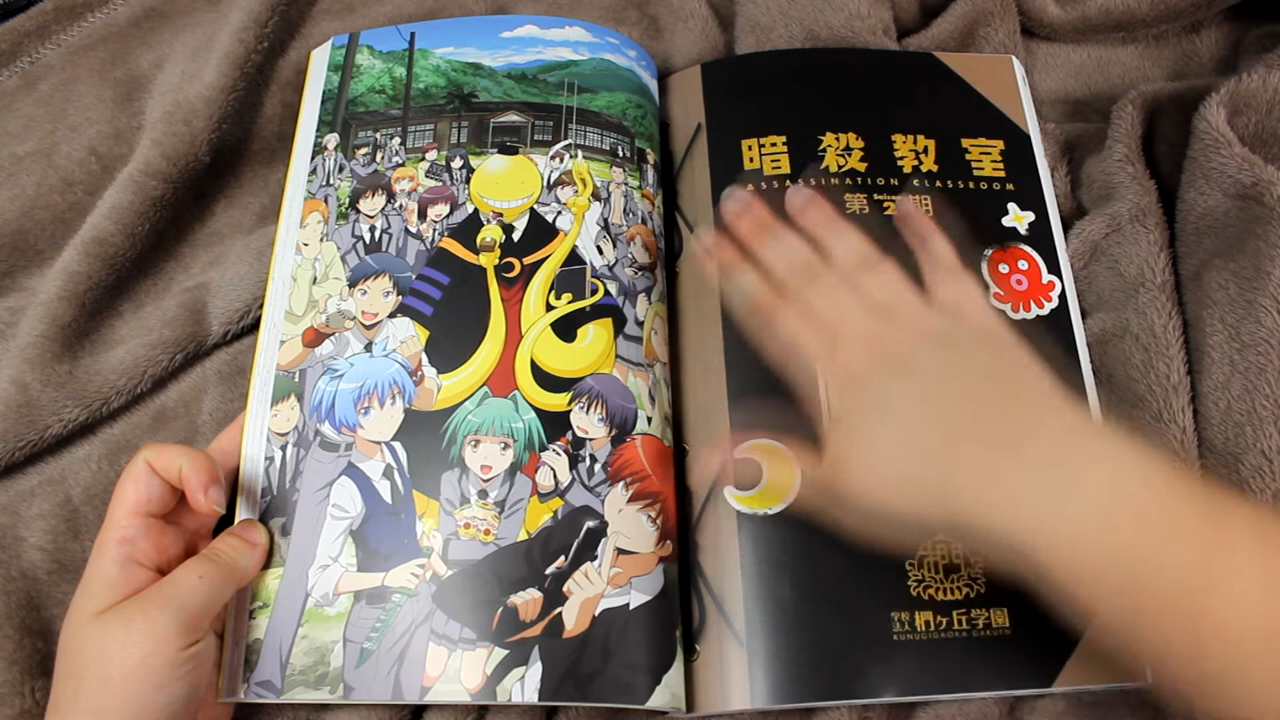 暗殺教室
ASSASSINATION CLASSROOM
第 Saison 2 期
学校法人 椚ヶ丘学園
KUNUGIGAOKA GAKUEN